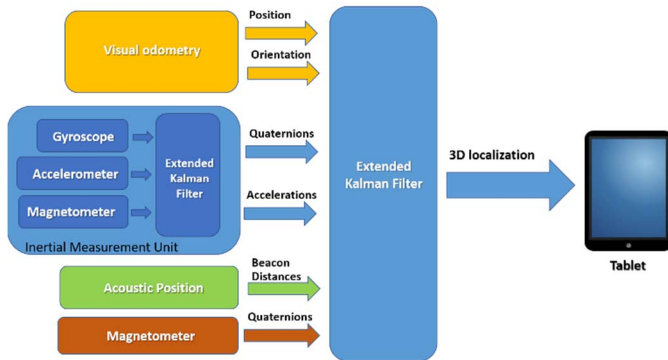 Visual odometry
Position
Orientation
Gyroscope
Accelerometer
Magnetometer
Extended
Kalman
Filter
Inertial Measurement Unit
Quaternions
Accelerations
Acoustic Position
Beacon
Distances
Magnetometer
Quaternions
Extended
Kalman Filter
3D localization
Tablet